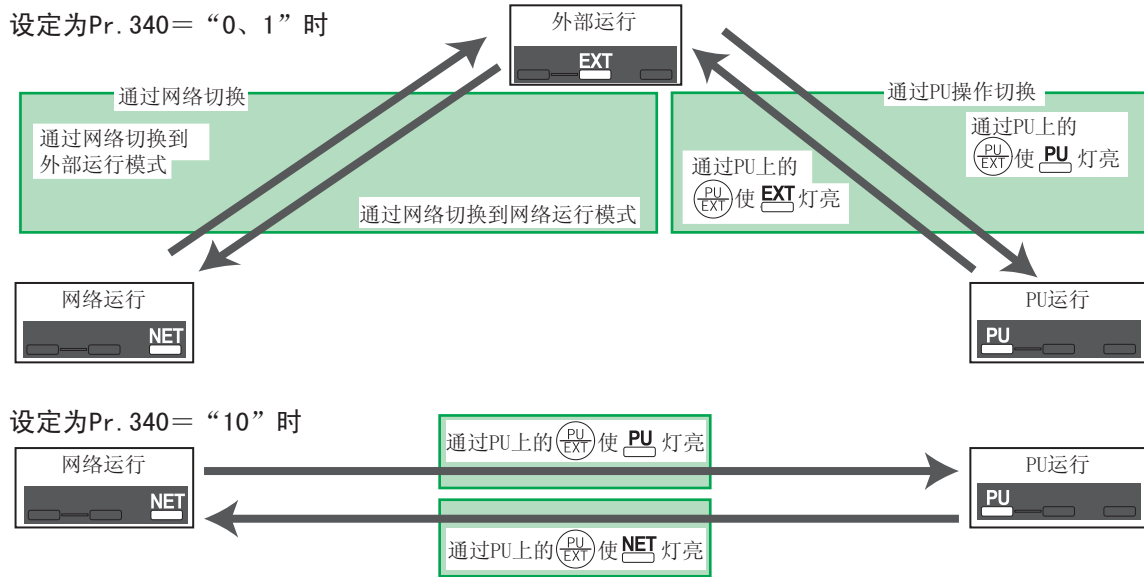 设定为Pr.340＝“0、1”时
外部运行
EXT
通过网络切换
通过网络切换到
外部运行模式
通过网络切换到网络运行模式
通过PU操作切换
通过PU上的
PU
EXT
使 PU 灯亮
通过PU上的
PU
EXT
使 EXT 灯亮
网络运行
NET
PU运行
PU
设定为Pr.340＝“10”时
网络运行
NET
通过PU上的 PU
EXT 使 PU 灯亮
通过PU上的 PU
EXT 使 NET 灯亮
PU运行
PU